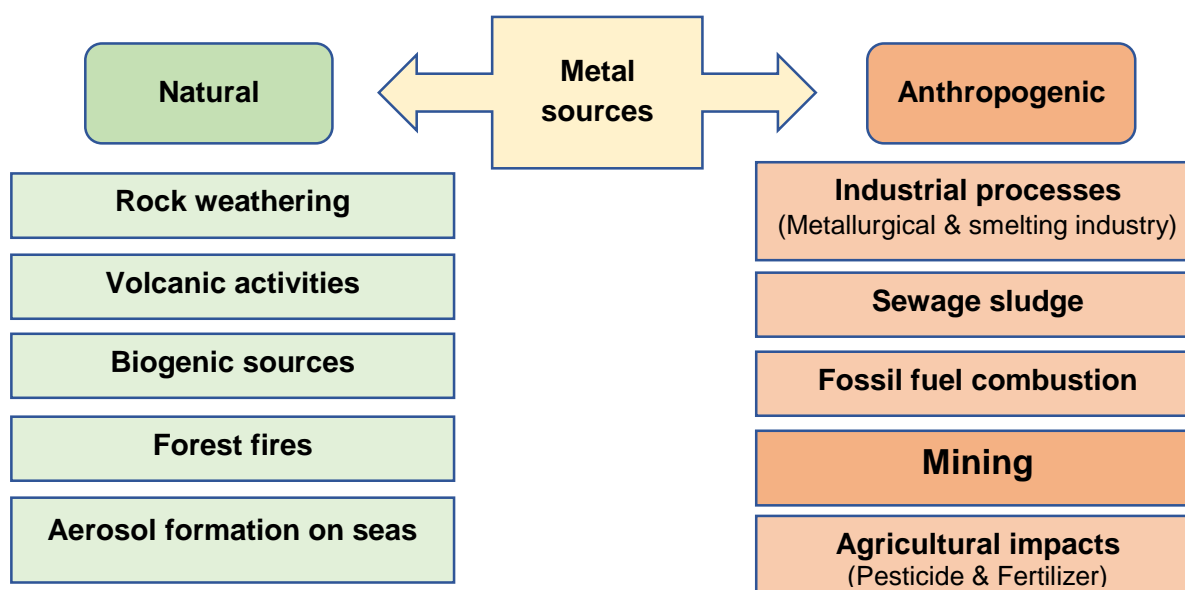 Natural
Metal
sources
Anthropogenic
Rock weathering
Volcanic activities
Biogenic sources
Forest fires
Aerosol formation on seas
Industrial processes
(Metallurgical & smelting industry)
Sewage sludge
Fossil fuel combustion
Mining
Agricultural impacts
(Pesticide & Fertilizer)